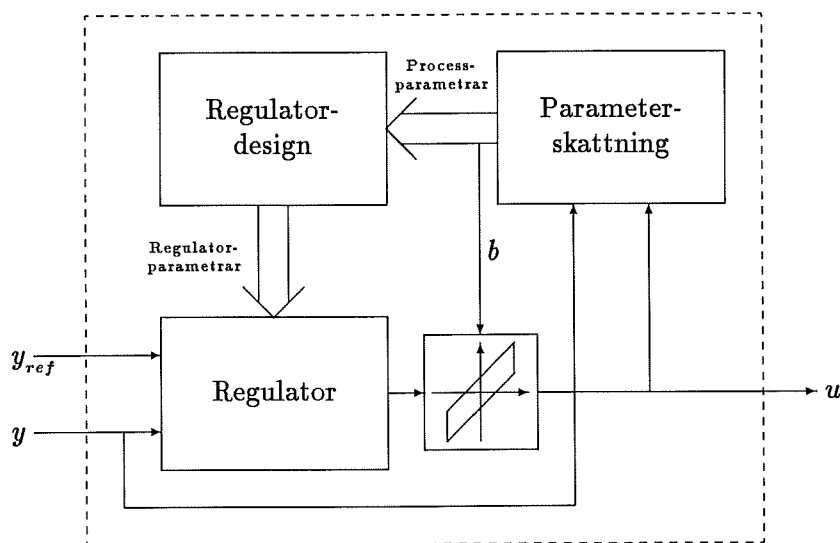 Process-
parametrar
Regulator-
design
Parameter-
skattning
Regulator-
parametrar
b
y_ref
Regulator
u
y